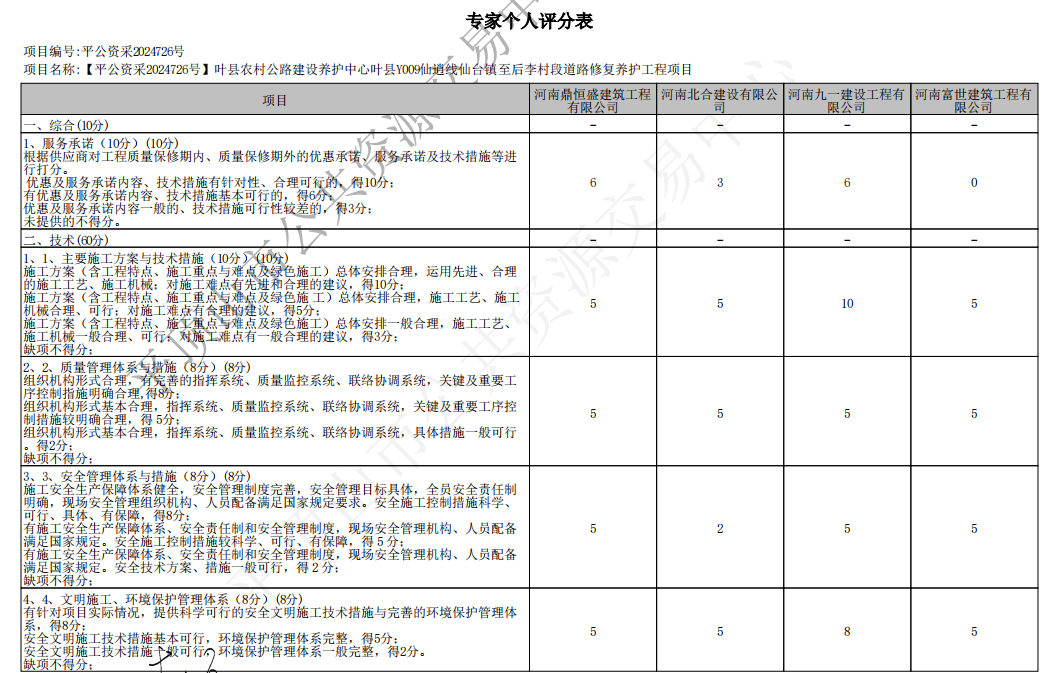 专家个人评分表
项目编号:平公资采2024726号
项目名称:【平公资采2024726号】叶县农村公路建设养护中心叶县Y009仙逍线仙台镇至后李村段道路修复养护工程项目
项目
河南鼎恒盛建筑工程
有限公司
河南北合建设有限公
司
河南九一建设工程有
限公司
河南富世建筑工程有
限公司
一、综合(10分)
- - - -
1、服务承诺（10分）(10分)
根据供应商对工程质量保修期内、质量保修期外的优惠承诺、服务承诺及技术措施等进
行打分。
优惠及服务承诺内容、技术措施有针对性、合理可行的，得10分；
有优惠及服务承诺内容、技术措施基本可行的，得6分；
优惠及服务承诺内容一般的、技术措施可行性较差的，得3分；
未提供的不得分。
6 3 6 0
二、技术(60分)
- - - -
1、1、主要施工方案与技术措施（10分）(10分)
施工方案（含工程特点、施工重点与难点及绿色施工）总体安排合理，运用先进、合理
的施工工艺、施工机械；对施工难点有先进和合理的建议，得10分；
施工方案（含工程特点、施工重点与难点及绿色施 工）总体安排合理，施工工艺、施工
机械合理、可行；对施工难点有合理的建议，得5分；
施工方案（含工程特点、施工重点与难点及绿色施工）总体安排一般合理，施工工艺、
施工机械一般合理、可行；对施工难点有一般合理的建议，得3分；
缺项不得分；
5 5 10 5
2、2、质量管理体系与措施（8分）(8分)
组织机构形式合理，有完善的指挥系统、质量监控系统、联络协调系统，关键及重要工
序控制指施明确合理,得8分；
组织机构形式基本合理，指挥系统、质量监控系统、联络协调系统，关键及重要工序控
制措施较明确合理，得 5分；
组织机构形式基本合理，指挥系统、质量监控系统、联络协调系统，具体措施一般可行
。得2分；
缺项不得分；
5 5 5 5
3、3、安全管理体系与措施（8分）(8分)
施工安全生产保障体系健全，安全管理制度完善，安全管理目标具体，全员安全责任制
明确，现场安全管理组织机构、人员配备满足国家规定要求。安全施工控制措施科学、
可行、具体、有保障，得8分；
有施工安全生产保障体系、安全责任制和安全管理制度，现场安全管理机构、人员配备
满足国家规定。安全施工控制措施较科学、可行、有保障，得 5 分；
有施工安全生产保障体系、安全责任制和安全管理制度，现场安全管理机构、人员配备
满足国家规定。安全技术方案、措施一般可行，得 2 分；
缺项不得分；
5 2 5 5
4、4、文明施工、环境保护管理体系（8分）(8分)
有针对项目实际情况，提供科学可行的安全文明施工技术措施与完善的环境保护管理体
系，得8分；
安全文明施工技术措施基本可行，环境保护管理体系完整，得5分；
安全文明施工技术措施一般可行，环境保护管理体系一般完整，得2分。
缺项不得分；
5 5 8 5
平顶山市公共资源交易中心
平顶山市公共资源交易中心